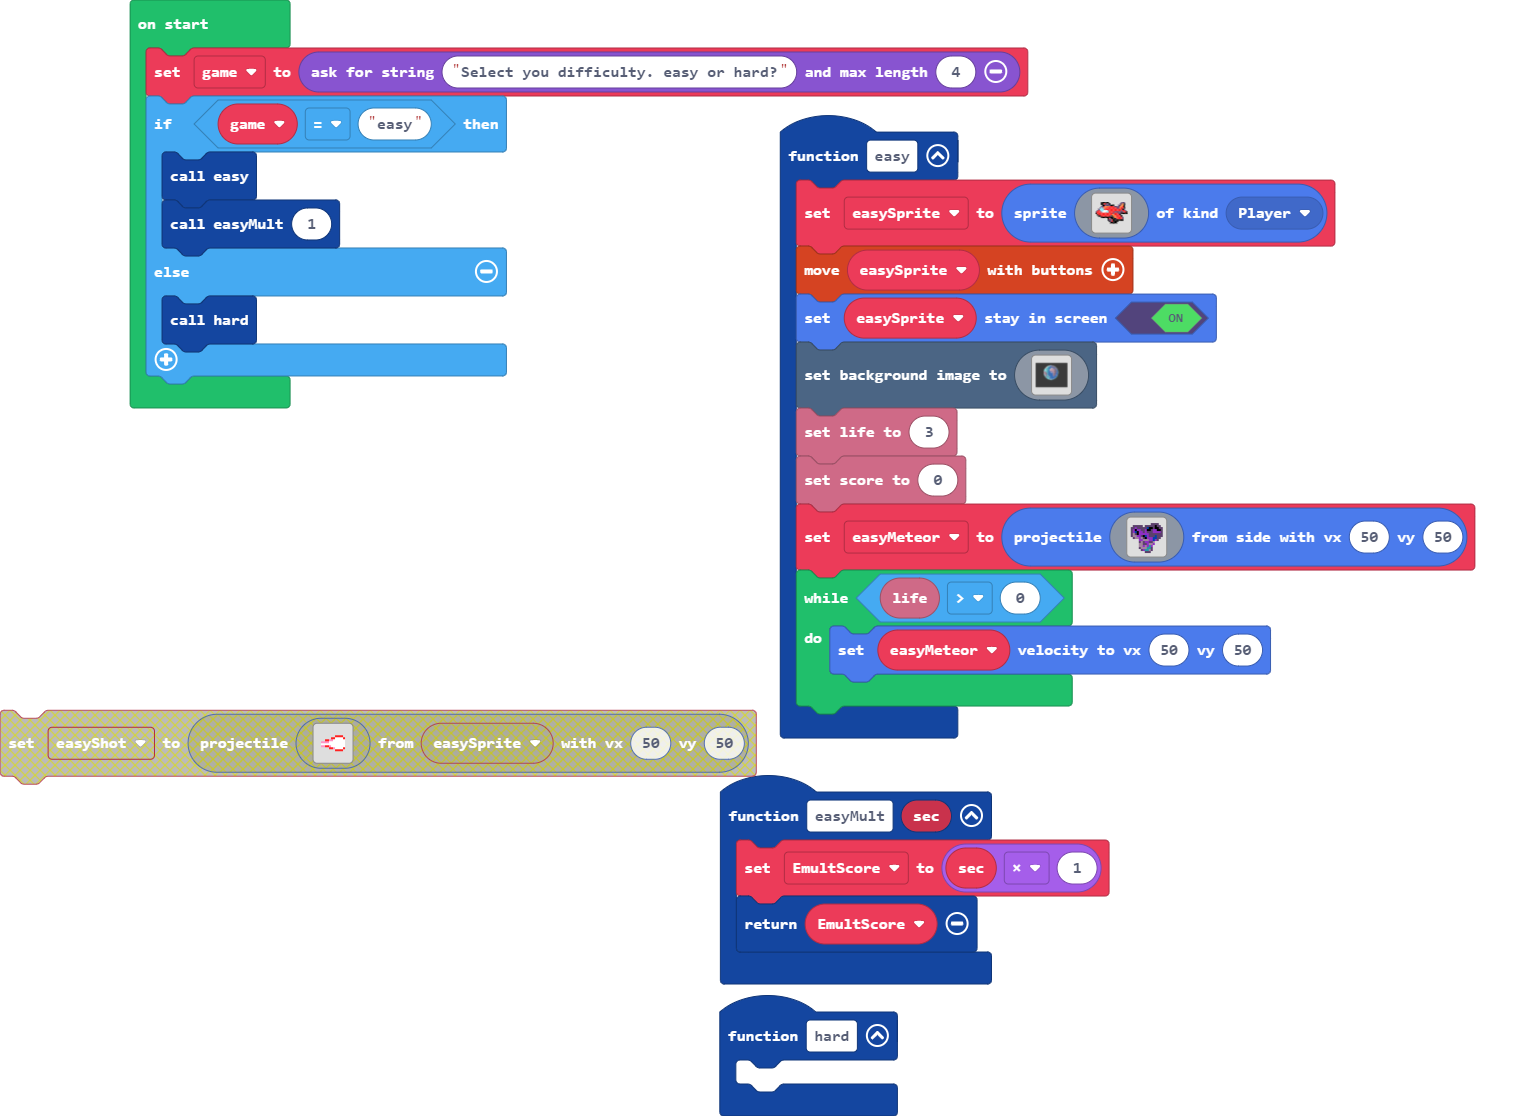 on start
set game to ask for string "Select you difficulty. easy or hard?" and max length 4
if game = "easy" then
call easy
call easyMult 1
else
call hard
function easy
set easySprite to sprite of kind Player
move easySprite with buttons
set easySprite stay in screen ON
set background image to
set life to 3
set score to 0
set easyMeteor to projectile from side with vx 50 vy 50
while life > 0
do set easyMeteor velocity to vx 50 vy 50
set easyShot to projectile from easySprite with vx 50 vy 50
function easyMult sec
set EmultScore to sec × 1
return EmultScore
function hard